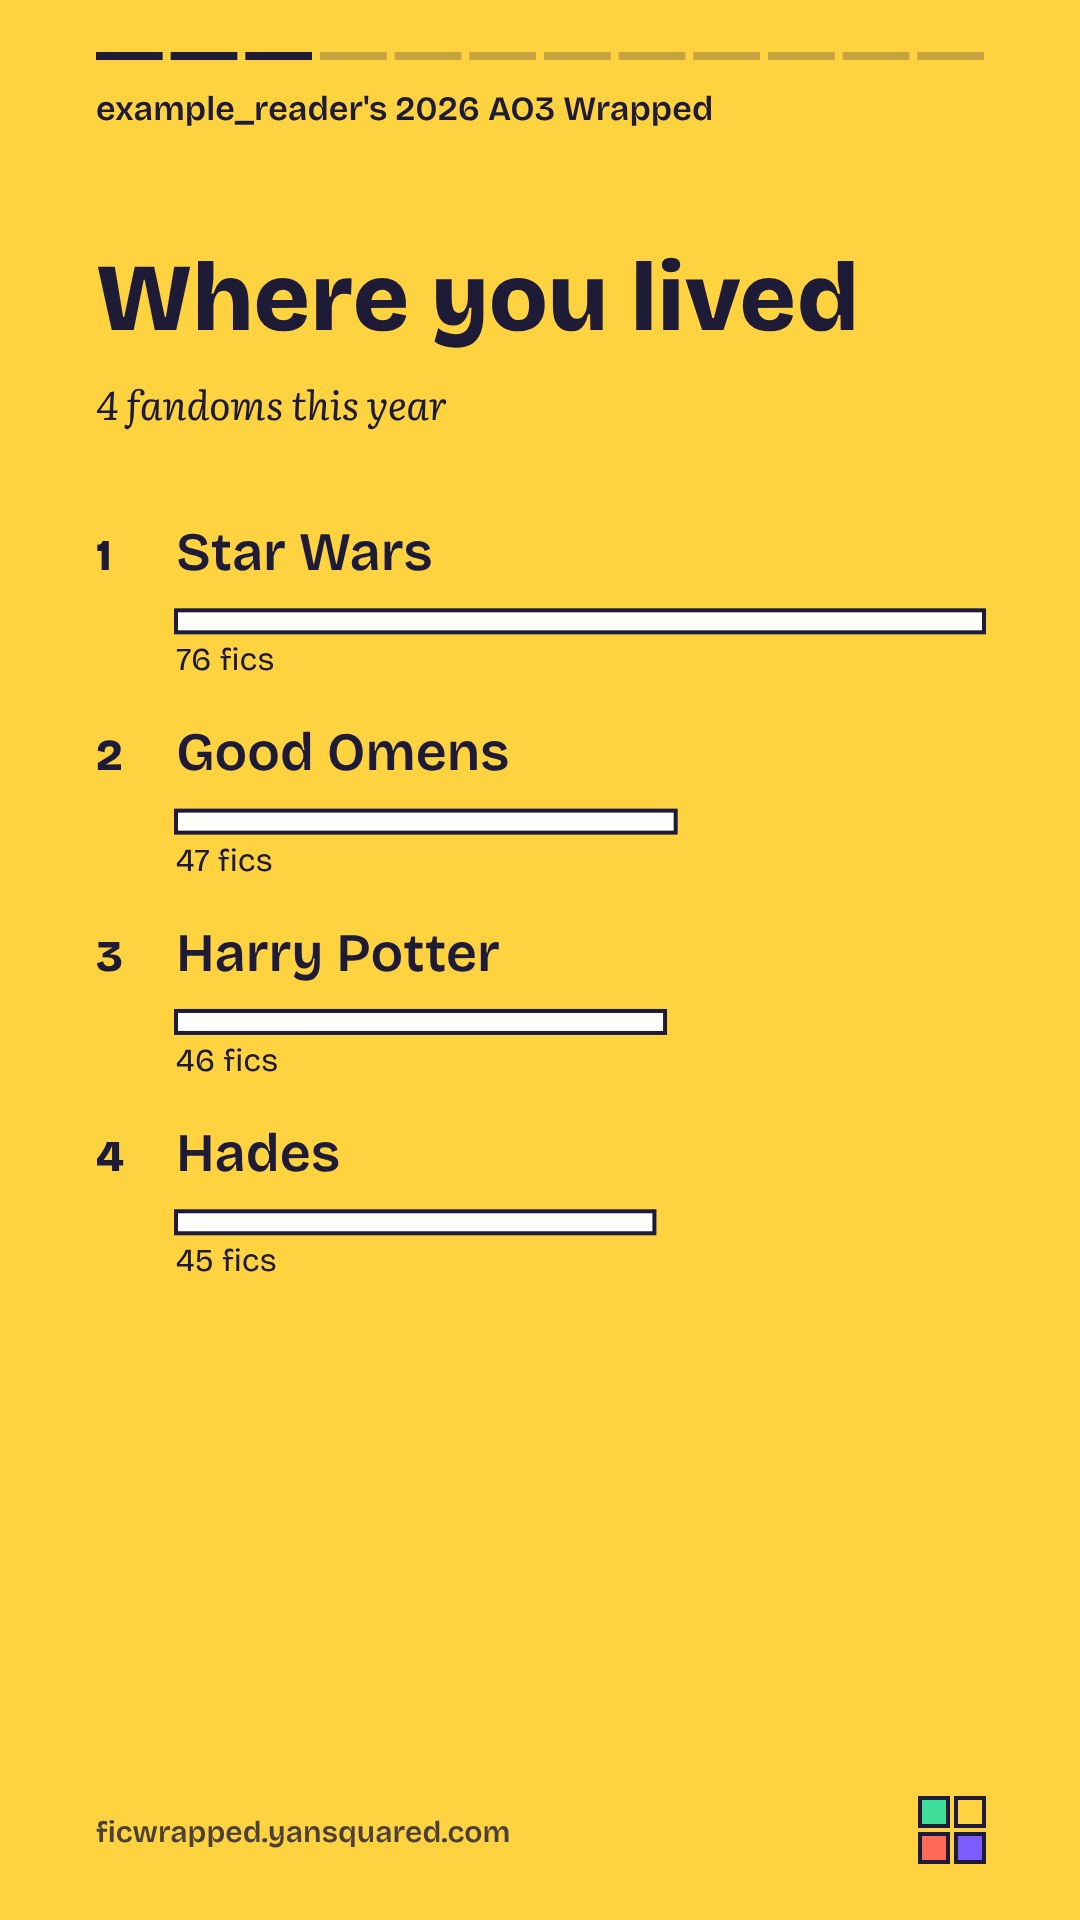 example_reader's 2026 AO3 Wrapped
Where you lived
4 fandoms this year
1 Star Wars
76 fics
2 Good Omens
47 fics
3 Harry Potter
46 fics
4 Hades
45 fics
ficwrapped.yansquared.com